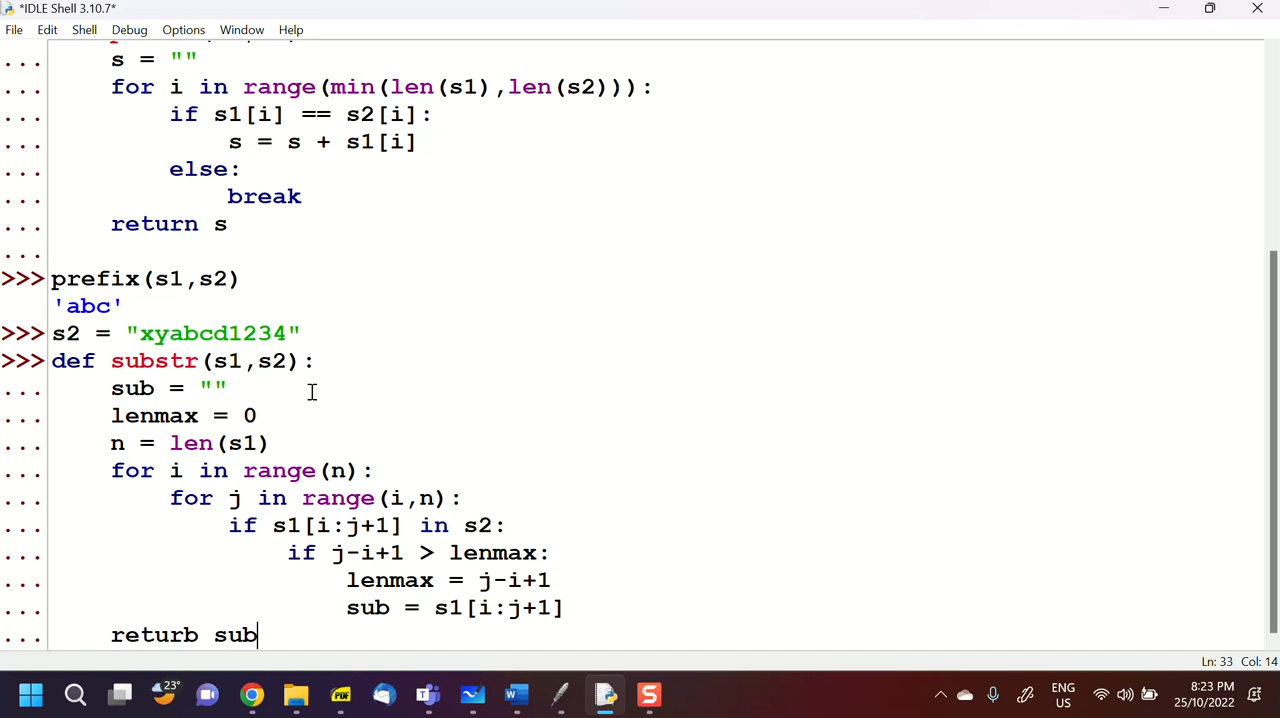 *IDLE Shell 3.10.7*
File Edit Shell Debug Options Window Help
... s = ""
... for i in range(min(len(s1),len(s2))):
... if s1[i] == s2[i]:
... s = s + s1[i]
... else:
... break
... return s
...
>>> prefix(s1,s2)
'abc'
>>> s2 = "xyabcd1234"
>>> def substr(s1,s2):
... sub = ""
... lenmax = 0
... n = len(s1)
... for i in range(n):
... for j in range(i,n):
... if s1[i:j+1] in s2:
... if j-i+1 > lenmax:
... lenmax = j-i+1
... sub = s1[i:j+1]
... returb sub
Ln: 33 Col: 14
23°
PDF
ENG
US
8:23 PM
25/10/2022